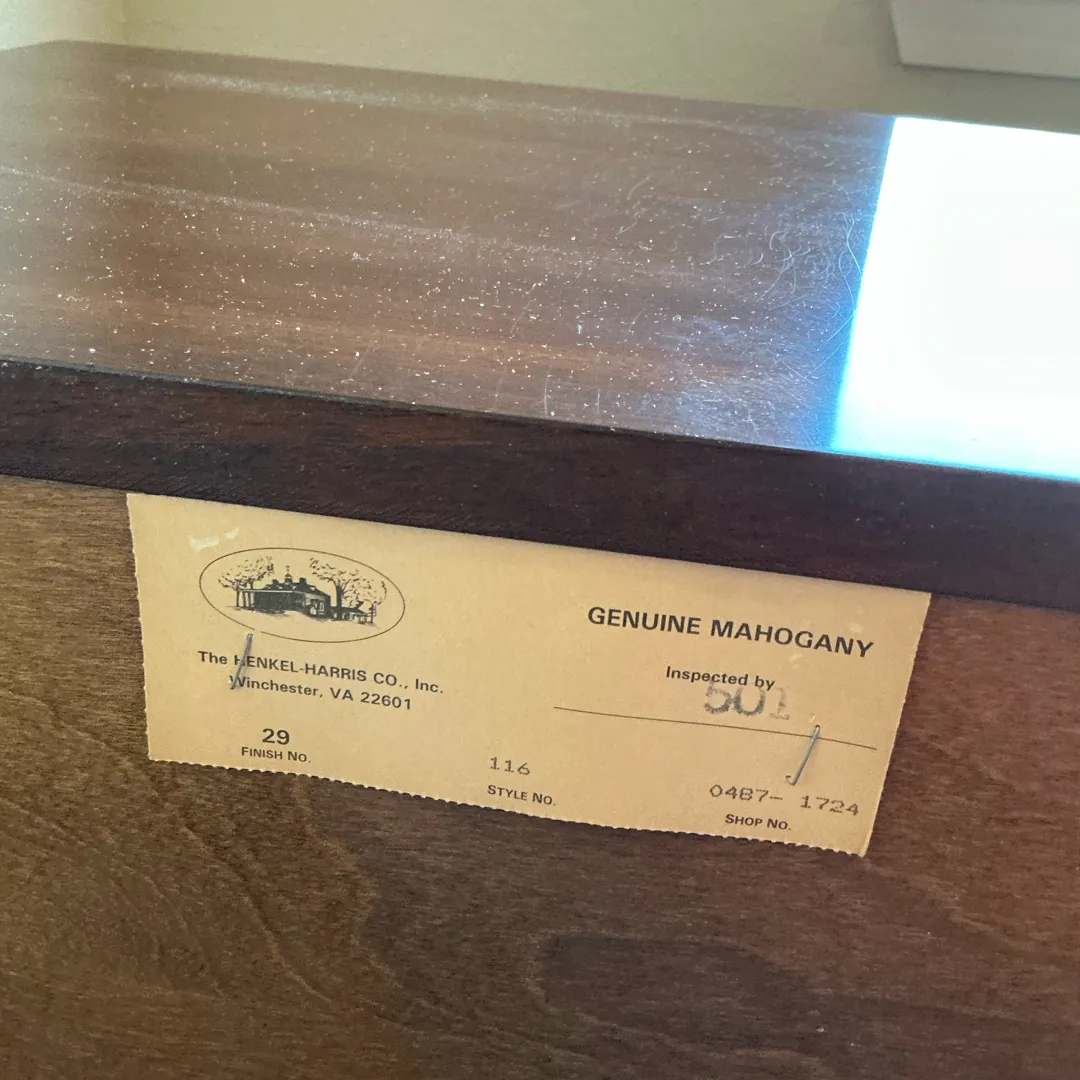 The HENKEL-HARRIS CO., Inc.
Winchester, VA 22601
29
FINISH NO.
116
STYLE NO.
GENUINE MAHOGANY
Inspected by
501
0487- 1724
SHOP NO.